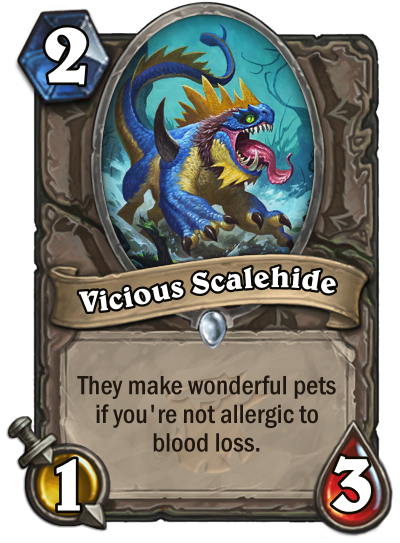 2
Vicious Scalehide
They make wonderful pets
if you're not allergic to
blood loss.
1
3